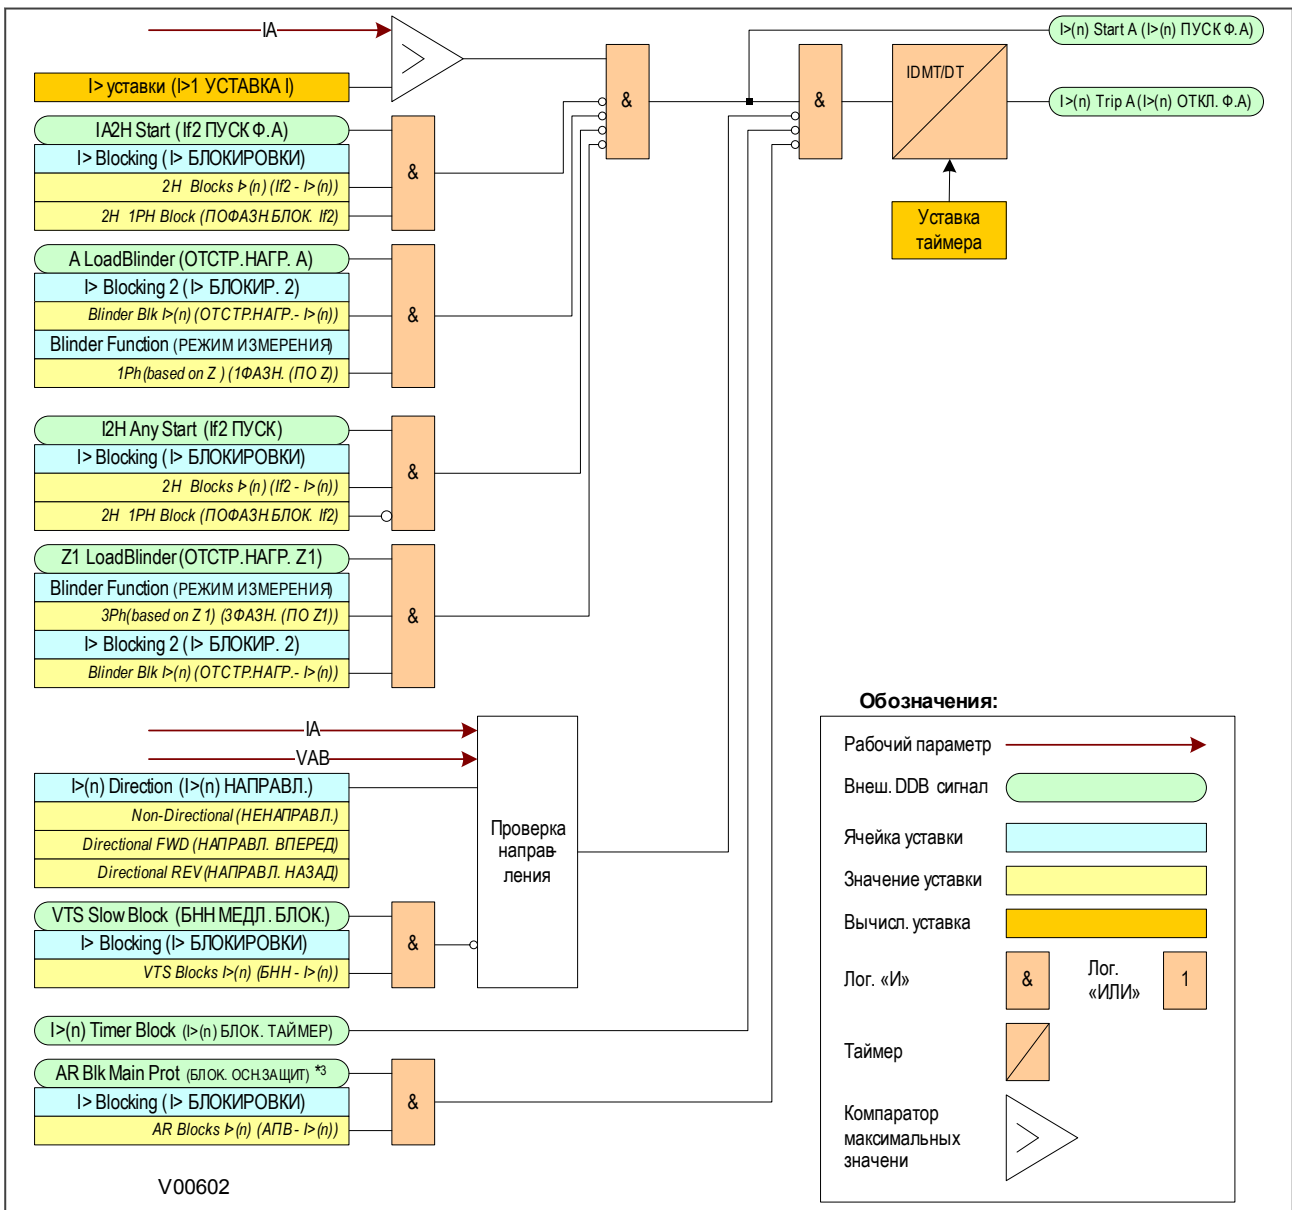 IA
I>(n) Start A (I>(n) ПУСК Ф.A)
I> уставки (I>1 УСТАВКА I)
&
&
IDMT/DT
I>(n) Trip A (I>(n) ОТКЛ. Ф.A)
IA2H Start (If2 ПУСК Ф.A)
I> Blocking (I> БЛОКИРОВКИ)
2H Blocks I>(n) (If2 - I>(n))
2H 1PH Block (ПОФАЗН.БЛОК. If2)
&
Уставка
таймера
A LoadBlinder (ОТСТР.НАГР. A)
I> Blocking 2 (I> БЛОКИР. 2)
Blinder Blk I>(n) (ОТСТР.НАГР.- I>(n))
Blinder Function (РЕЖИМ ИЗМЕРЕНИЯ)
1Ph(based on Z ) (1ФАЗН. (ПО Z))
&
I2H Any Start (If2 ПУСК)
I> Blocking (I> БЛОКИРОВКИ)
2H Blocks I>(n) (If2 - I>(n))
2H 1PH Block (ПОФАЗН.БЛОК. If2)
&
Z1 LoadBlinder (ОТСТР.НАГР. Z1)
Blinder Function (РЕЖИМ ИЗМЕРЕНИЯ)
3Ph(based on Z 1) (3ФАЗН. (ПО Z1))
I> Blocking 2 (I> БЛОКИР. 2)
Blinder Blk I>(n) (ОТСТР.НАГР.- I>(n))
&
IA
VAB
I>(n) Direction (I>(n) НАПРАВЛ.)
Non-Directional (НЕНАПРАВЛ.)
Directional FWD (НАПРАВЛ. ВПЕРЕД)
Directional REV (НАПРАВЛ. НАЗАД)
Проверка
направ-
ления
VTS Slow Block (БНН МЕДЛ. БЛОК.)
I> Blocking (I> БЛОКИРОВКИ)
VTS Blocks I>(n) (БНН - I>(n))
&
I>(n) Timer Block (I>(n) БЛОК. ТАЙМЕР)
AR Blk Main Prot (БЛОК. ОСН.ЗАЩИТ) *3
I> Blocking (I> БЛОКИРОВКИ)
AR Blocks I>(n) (АПВ - I>(n))
&
V00602
Обозначения:
Рабочий параметр
Внеш. DDB сигнал
Ячейка уставки
Значение уставки
Вычисл. уставка
Лог. «И»
&
Лог.
«ИЛИ»
1
Таймер
Компаратор
максимальных
значени